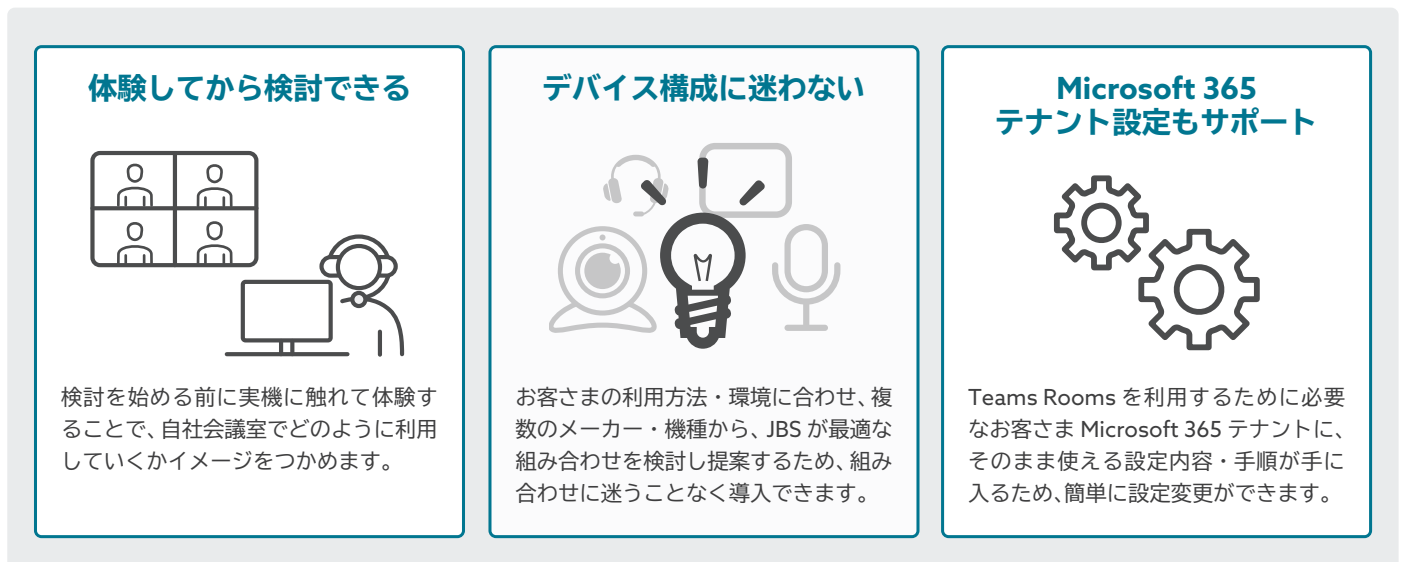 体験してから検討できる
検討を始める前に実機に触れて体験す
ることで、自社会議室でどのように利用
していくかイメージをつかめます。
デバイス構成に迷わない
お客さまの利用方法・環境に合わせ、複
数のメーカー・機種から、JBS が最適な
組み合わせを検討し提案するため、組み
合わせに迷うことなく導入できます。
Microsoft 365
テナント設定もサポート
Teams Rooms を利用するために必要
なお客さま Microsoft 365 テナントに、
そのまま使える設定内容・手順が手に
入るため、簡単に設定変更ができます。